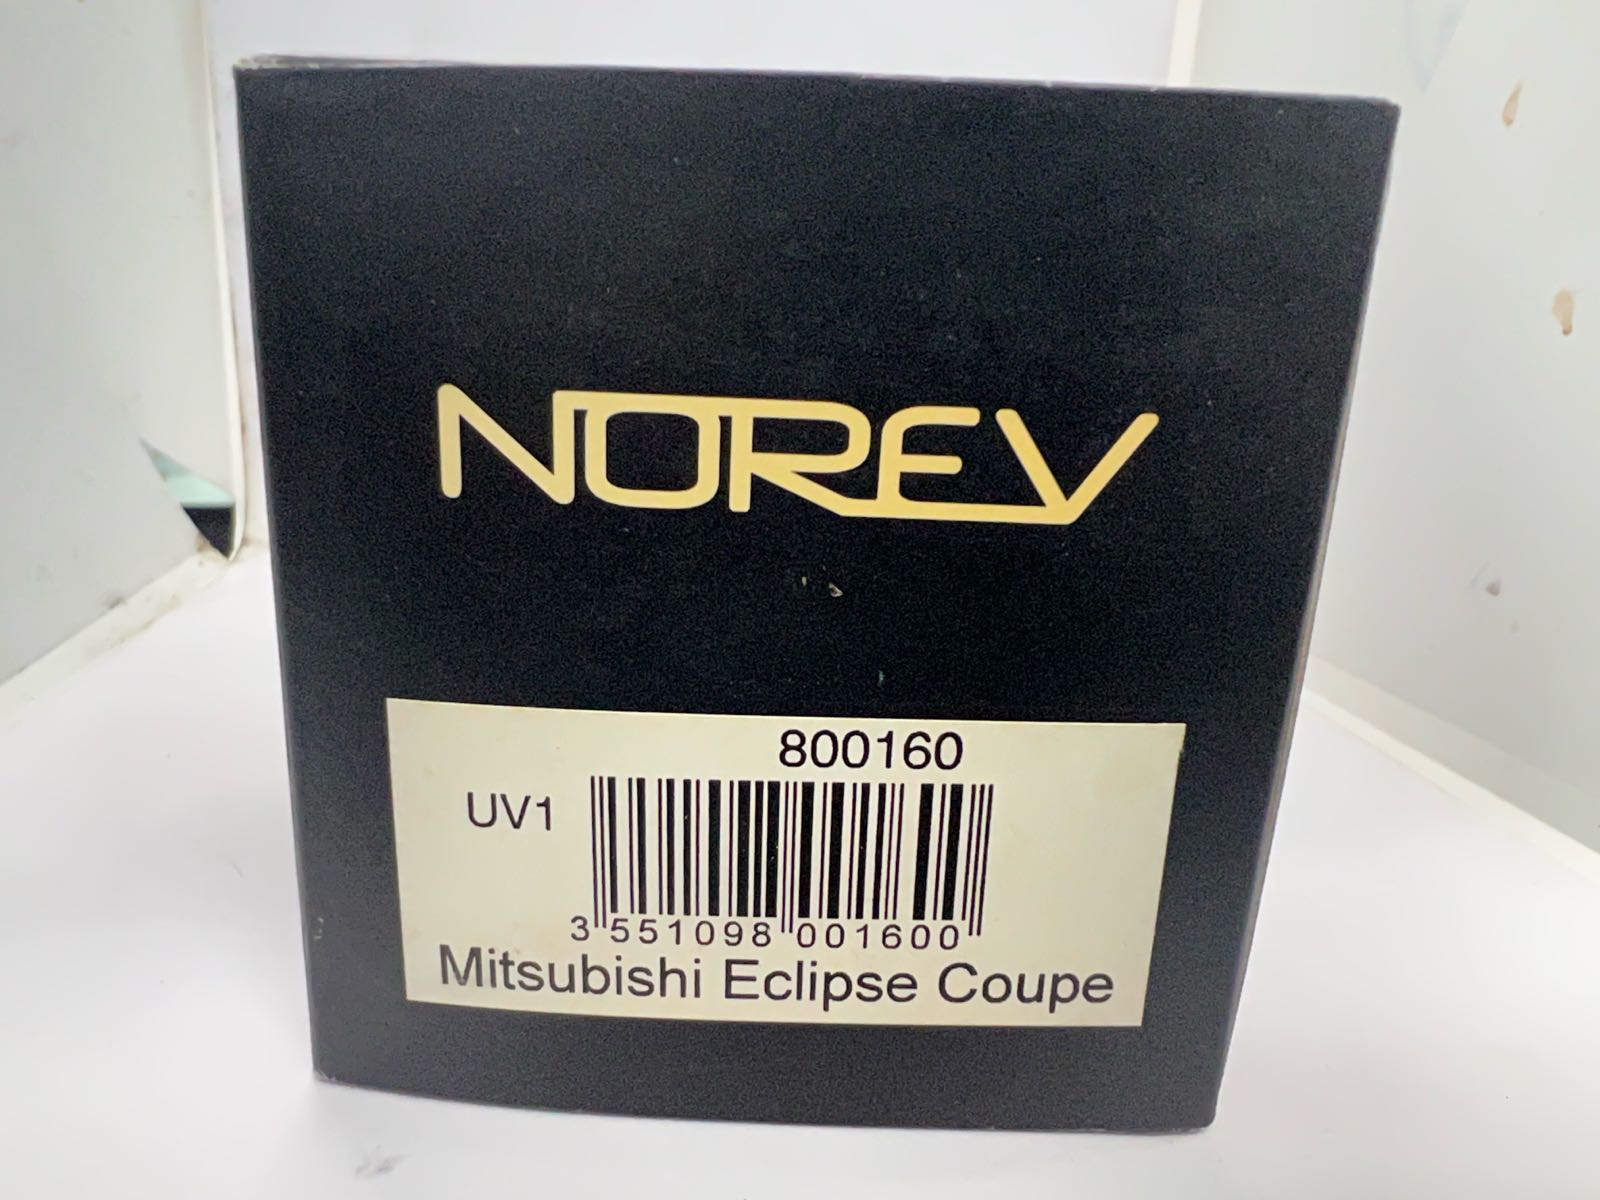 NOREV
800160
UV1
3 551098 001600
Mitsubishi Eclipse Coupe